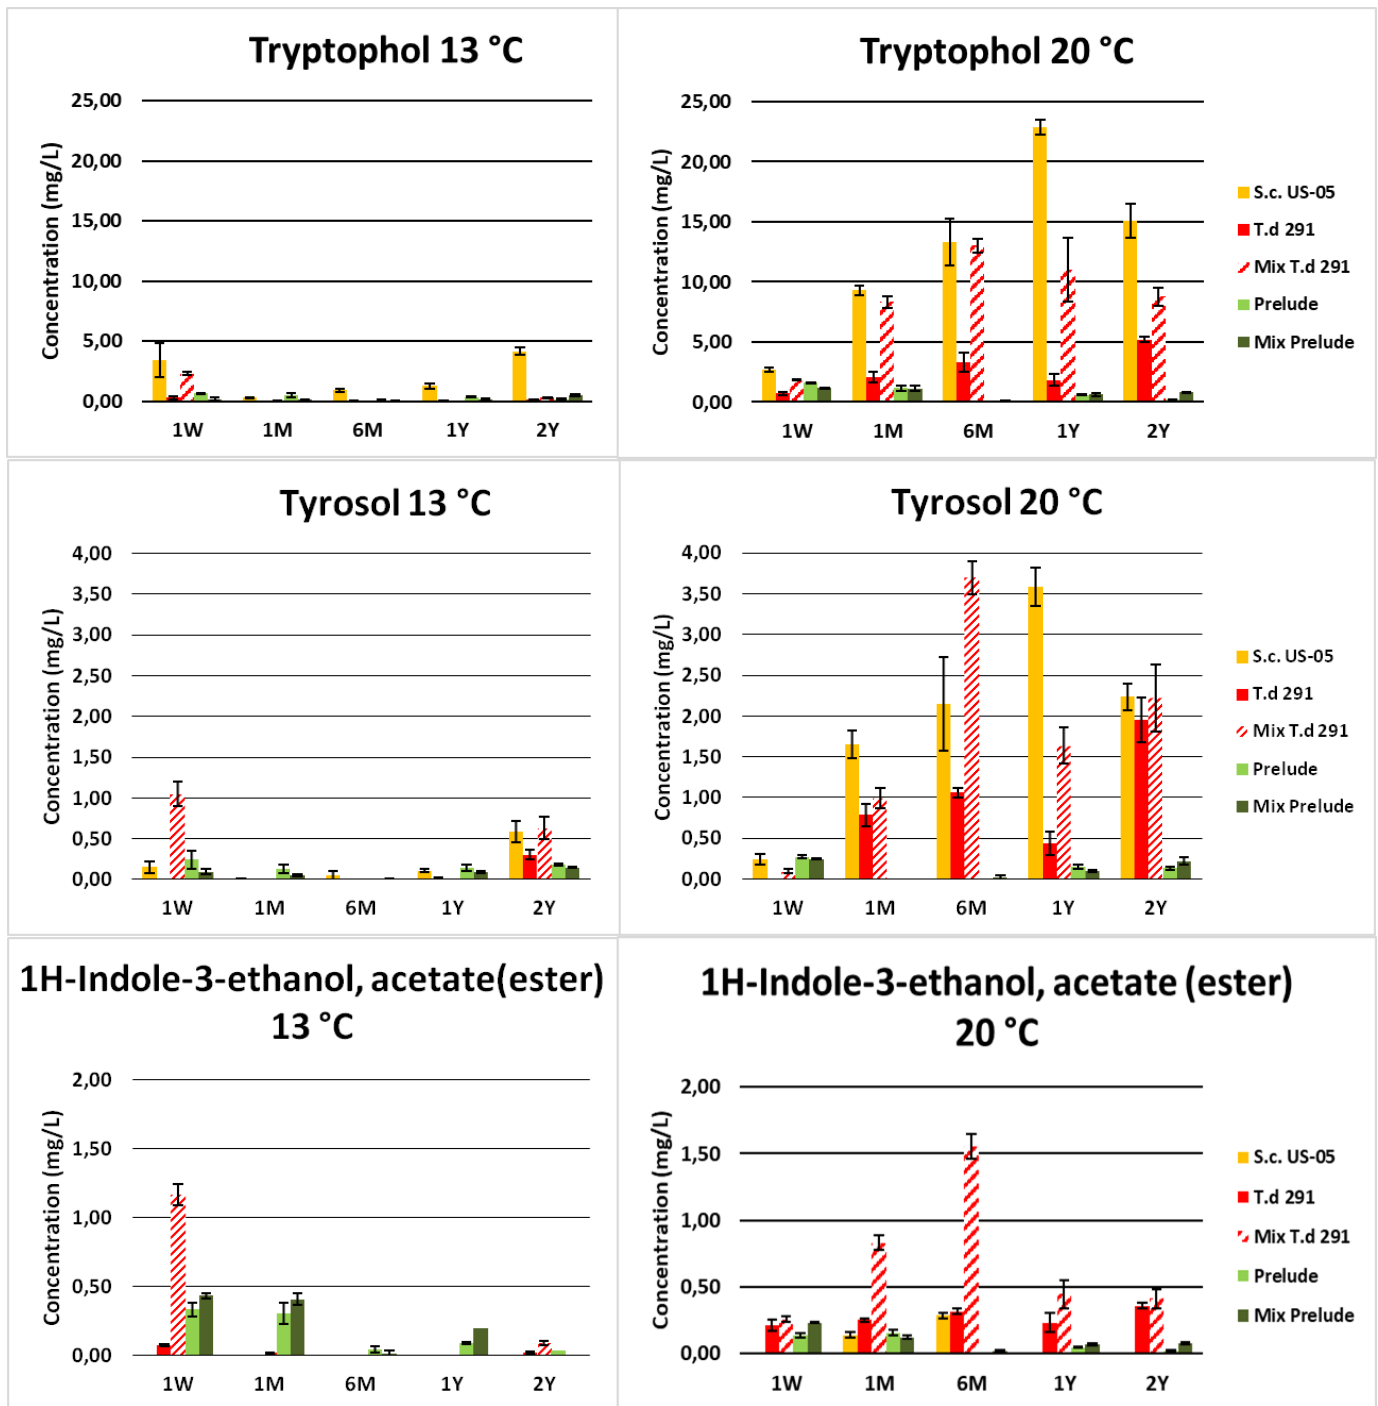 Tryptophol 13 °C
Concentration (mg/L)
25,00
20,00
15,00
10,00
5,00
0,00
1W 1M 6M 1Y 2Y
Tryptophol 20 °C
Concentration (mg/L)
25,00
20,00
15,00
10,00
5,00
0,00
1W 1M 6M 1Y 2Y
S.c. US-05
T.d 291
Mix T.d 291
Prelude
Mix Prelude
Tyrosol 13 °C
Concentration (mg/L)
4,00
3,50
3,00
2,50
2,00
1,50
1,00
0,50
0,00
1W 1M 6M 1Y 2Y
Tyrosol 20 °C
Concentration (mg/L)
4,00
3,50
3,00
2,50
2,00
1,50
1,00
0,50
0,00
1W 1M 6M 1Y 2Y
S.c. US-05
T.d 291
Mix T.d 291
Prelude
Mix Prelude
1H-Indole-3-ethanol, acetate(ester)
13 °C
Concentration (mg/L)
2,00
1,50
1,00
0,50
0,00
1W 1M 6M 1Y 2Y
1H-Indole-3-ethanol, acetate (ester)
20 °C
Concentration (mg/L)
2,00
1,50
1,00
0,50
0,00
1W 1M 6M 1Y 2Y
S.c. US-05
T.d 291
Mix T.d 291
Prelude
Mix Prelude